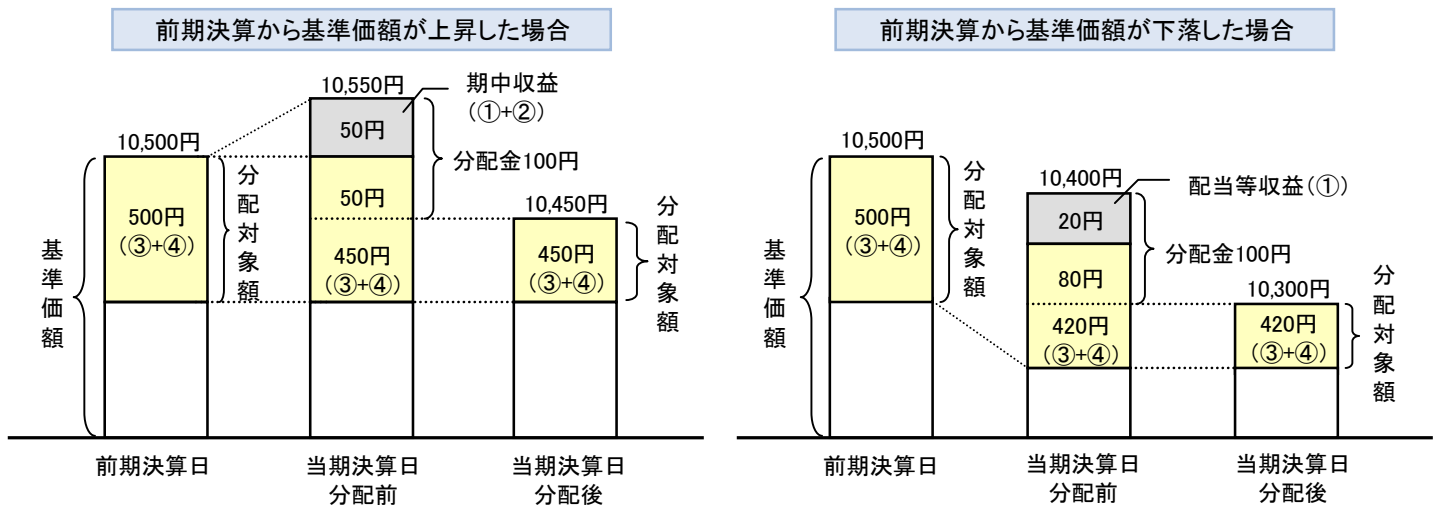 前期決算から基準価額が上昇した場合
10,550円
期中収益
（①+②）
50円
10,500円
分配金100円
分配対象額
500円
（③+④）
50円
10,450円
基準価額
450円
（③+④）
450円
（③+④）
分配対象額
前期決算日
当期決算日
分配前
当期決算日
分配後
前期決算から基準価額が下落した場合
10,500円
10,400円
配当等収益（①）
分配対象額
500円
（③+④）
20円
分配金100円
基準価額
80円
10,300円
420円
（③+④）
420円
（③+④）
分配対象額
前期決算日
当期決算日
分配前
当期決算日
分配後